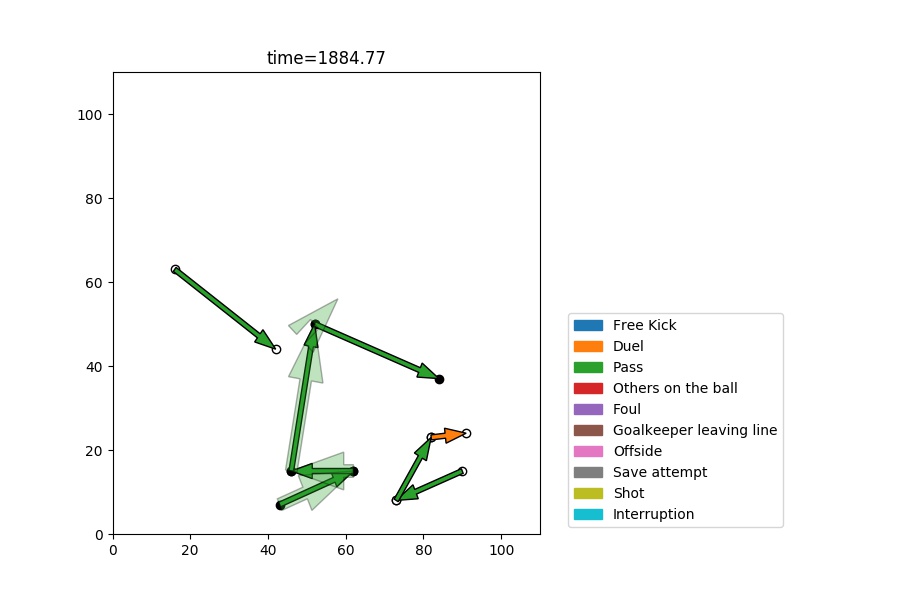 time=1884.77
100
80
60
40
20
0
0 20 40 60 80 100
Free Kick
Duel
Pass
Others on the ball
Foul
Goalkeeper leaving line
Offside
Save attempt
Shot
Interruption